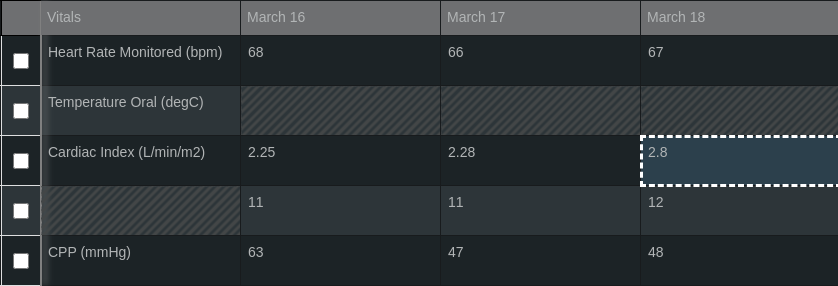 Vitals March 16 March 17 March 18
Heart Rate Monitored (bpm) 68 66 67
Temperature Oral (degC)
Cardiac Index (L/min/m2) 2.25 2.28 2.8
11 11 12
CPP (mmHg) 63 47 48